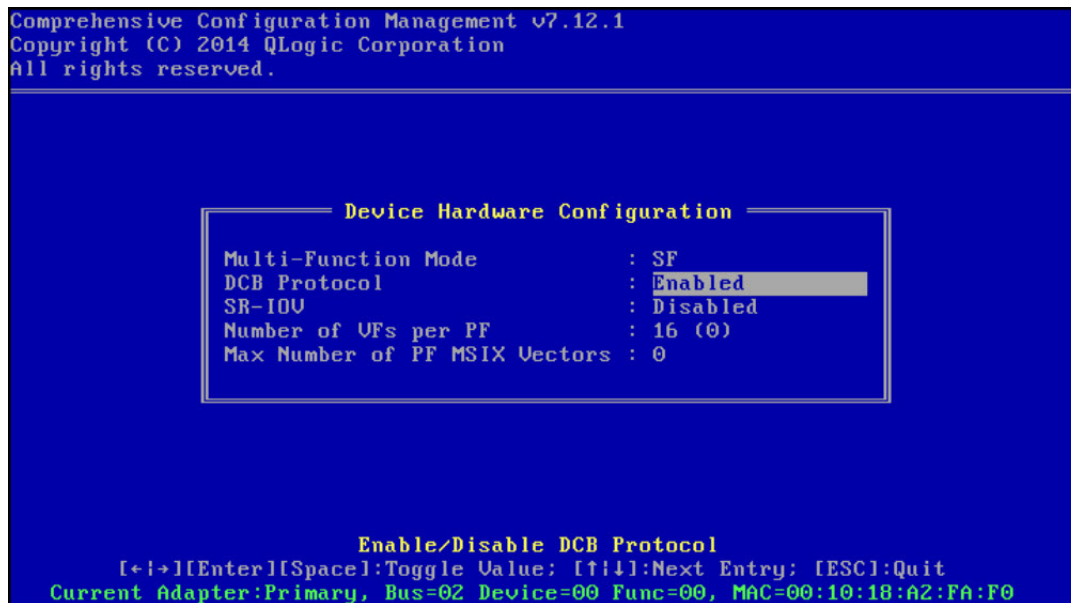 Comprehensive Configuration Management v7.12.1
Copyright (C) 2014 QLogic Corporation
All rights reserved.
Device Hardware Configuration
Multi-Function Mode : SF
DCB Protocol : Enabled
SR-IOV : Disabled
Number of VFs per PF : 16 (0)
Max Number of PF MSIX Vectors : 0
Enable/Disable DCB Protocol
[←¦→][Enter][Space]:Toggle Value; [↑¦↓]:Next Entry; [ESC]:Quit
Current Adapter:Primary, Bus=02 Device=00 Func=00, MAC=00:10:18:A2:FA:F0